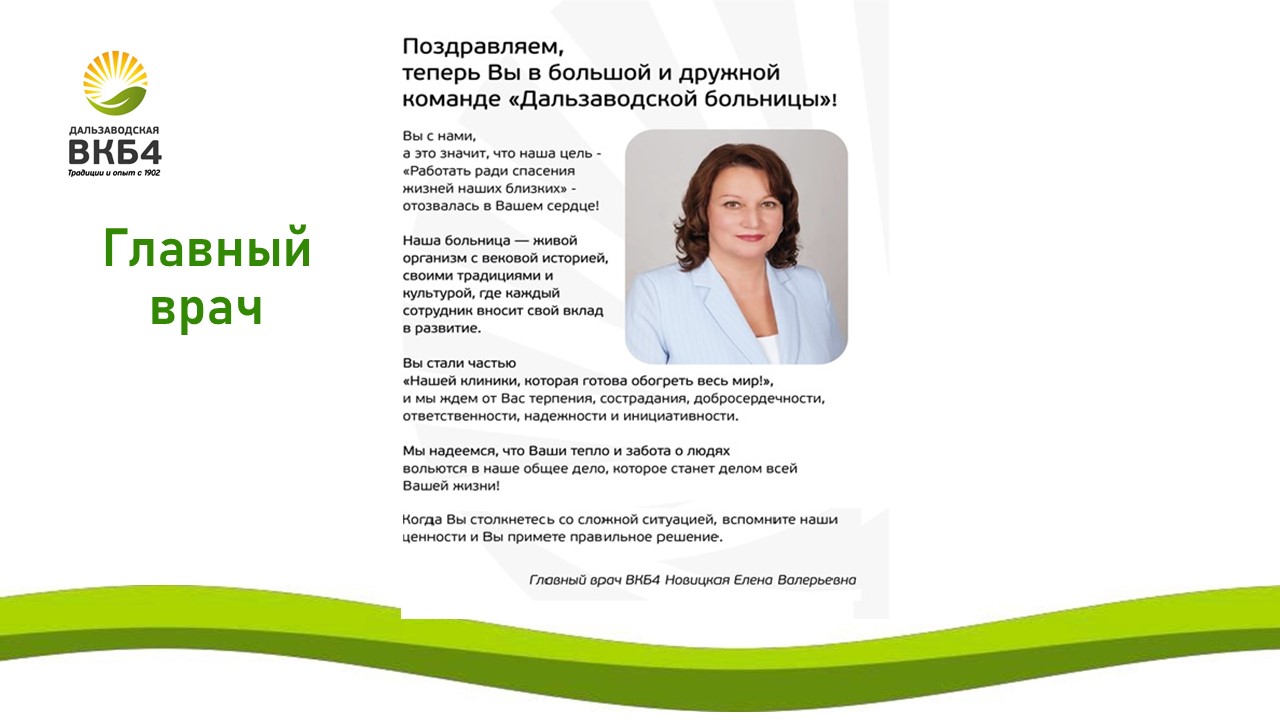 ДАЛЬЗАВОДСКАЯ
ВКБ4
Традиции и опыт с 1902
Главный
врач
Поздравляем,
теперь Вы в большой и дружной
команде «Дальзаводской больницы»!
Вы с нами,
а это значит, что наша цель -
«Работать ради спасения
жизней наших близких» -
отозвалась в Вашем сердце!
Наша больница — живой
организм с вековой историей,
своими традициями и
культурой, где каждый
сотрудник вносит свой вклад
в развитие.
Вы стали частью
«Нашей клиники, которая готова обогреть весь мир!»,
и мы ждем от Вас терпения, сострадания, добросердечности,
ответственности, надежности и инициативности.
Мы надеемся, что Ваши тепло и забота о людях
вольются в наше общее дело, которое станет делом всей
Вашей жизни!
Когда Вы столкнетесь со сложной ситуацией, вспомните наши
ценности и Вы примете правильное решение.
Главный врач ВКБ4 Новицкая Елена Валерьевна